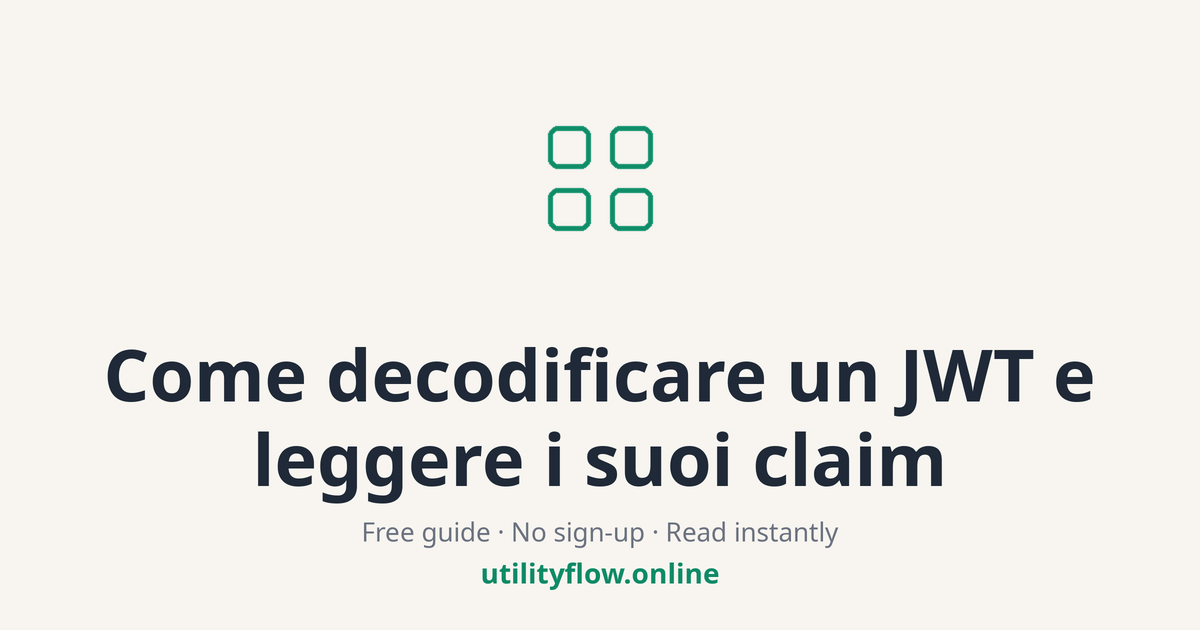 Come decodificare un JWT e
leggere i suoi claim
Free guide · No sign-up · Read instantly
utilityflow.online